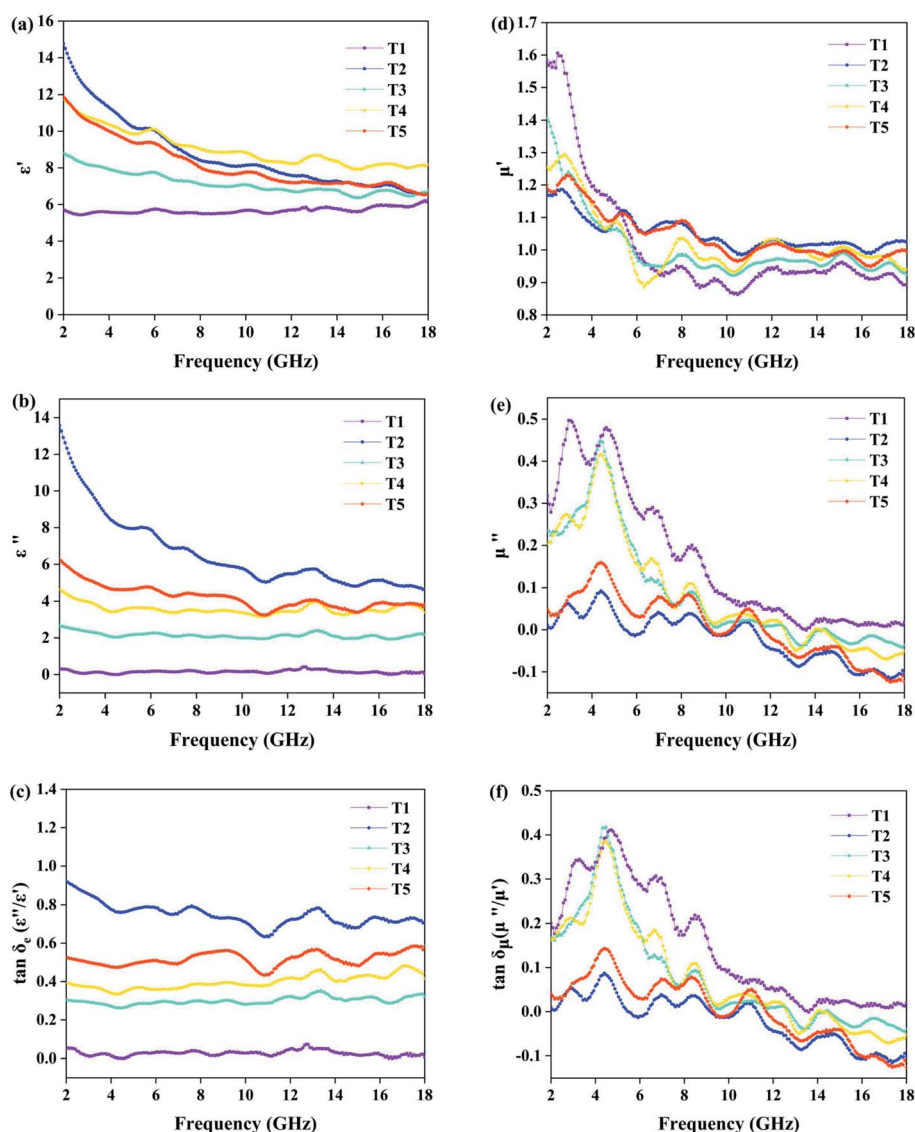 (a)
16
14
12
10
8
6
4
2
0
ε'
T1
T2
T3
T4
T5
2 4 6 8 10 12 14 16 18
Frequency (GHz)
(d)
1.7
1.6
1.5
1.4
1.3
1.2
1.1
1.0
0.9
0.8
μ'
T1
T2
T3
T4
T5
2 4 6 8 10 12 14 16 18
Frequency (GHz)
(b)
14
12
10
8
6
4
2
0
ε''
T1
T2
T3
T4
T5
2 4 6 8 10 12 14 16 18
Frequency (GHz)
(e)
0.5
0.4
0.3
0.2
0.1
0.0
-0.1
μ''
T1
T2
T3
T4
T5
2 4 6 8 10 12 14 16 18
Frequency (GHz)
(c)
1.4
1.2
1.0
0.8
0.6
0.4
0.2
0.0
tan δe (ε''/ε')
T1
T2
T3
T4
T5
2 4 6 8 10 12 14 16 18
Frequency (GHz)
(f)
0.5
0.4
0.3
0.2
0.1
0.0
-0.1
tan δμ(μ''/μ')
T1
T2
T3
T4
T5
2 4 6 8 10 12 14 16 18
Frequency (GHz)